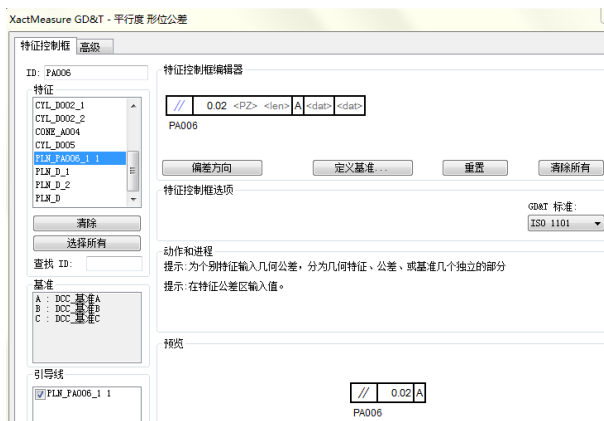 XactMeasure GD&T - 平行度 形位公差
特征控制框 高级
ID: PA006
特征
CYL_D002_1
CYL_D002_2
CONE_A004
CYL_D005
PLN_PA006_1 1
PLN_D_1
PLN_D_2
PLN_D
清除
选择所有
查找 ID:
基准
A : DCC_基准A
B : DCC_基准B
C : DCC_基准C
引导线
PLN_PA006_1 1
特征控制框编辑器
// 0.02 <PZ> <len> A <dat> <dat>
PA006
偏差方向 定义基准... 重置 清除所有
特征控制框选项
GD&T 标准:
ISO 1101
动作和进程
提示:为个别特征输入几何公差，分为几何特征、公差、或基准几个独立的部分
提示:在特征公差区输入值。
预览
// 0.02 A
PA006